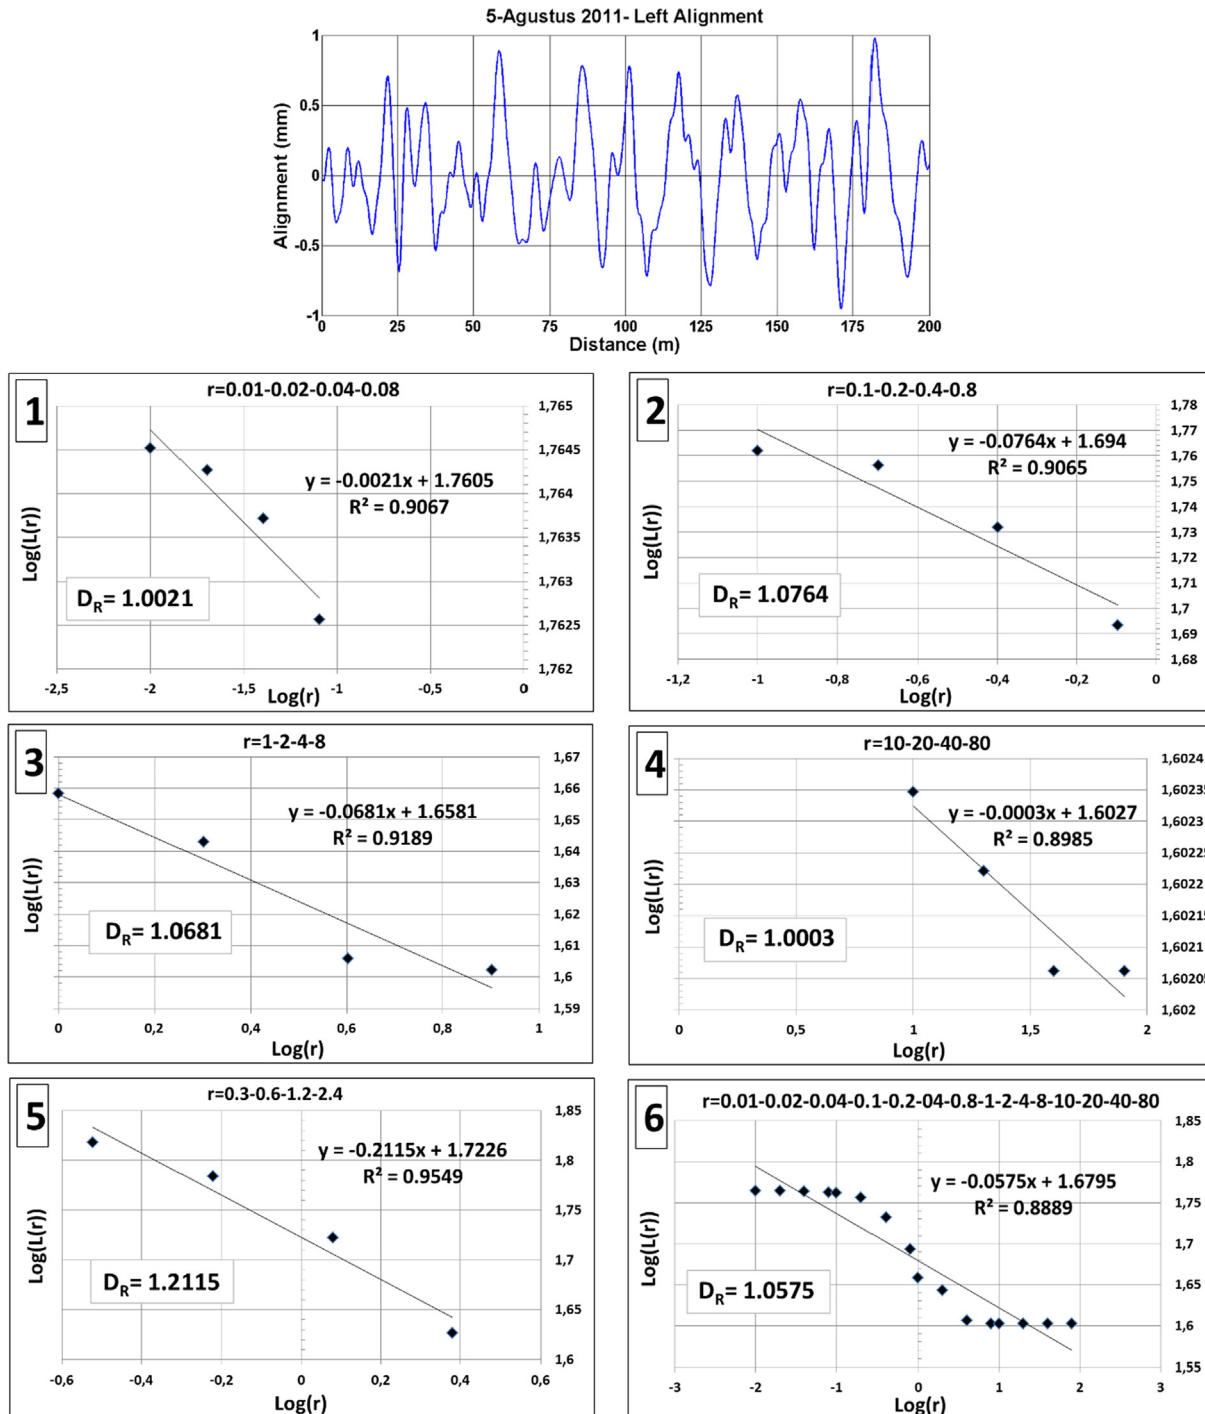 5-Agustus 2011- Left Alignment
Alignment (mm)
1
0.5
0
-0.5
-1
0 25 50 75 100 125 150 175 200
Distance (m)
1
r=0.01-0.02-0.04-0.08
Log(L(r))
y = -0.0021x + 1.7605
R² = 0.9067
DR= 1.0021
1,765
1,7645
1,764
1,7635
1,763
1,7625
1,762
-2,5 -2 -1,5 -1 -0,5 0
Log(r)
2
r=0.1-0.2-0.4-0.8
Log(L(r))
y = -0.0764x + 1.694
R² = 0.9065
DR= 1.0764
1,78
1,77
1,76
1,75
1,74
1,73
1,72
1,71
1,7
1,69
1,68
-1,2 -1 -0,8 -0,6 -0,4 -0,2 0
Log(r)
3
r=1-2-4-8
Log(L(r))
y = -0.0681x + 1.6581
R² = 0.9189
DR= 1.0681
1,67
1,66
1,65
1,64
1,63
1,62
1,61
1,6
1,59
0 0,2 0,4 0,6 0,8 1
Log(r)
4
r=10-20-40-80
Log(L(r))
y = -0.0003x + 1.6027
R² = 0.8985
DR= 1.0003
1,6024
1,60235
1,6023
1,60225
1,6022
1,60215
1,6021
1,60205
1,602
0 0,5 1 1,5 2
Log(r)
5
r=0.3-0.6-1.2-2.4
Log(L(r))
y = -0.2115x + 1.7226
R² = 0.9549
DR= 1.2115
1,85
1,8
1,75
1,7
1,65
1,6
-0,6 -0,4 -0,2 0 0,2 0,4 0,6
Log(r)
6
r=0.01-0.02-0.04-0.1-0.2-04-0.8-1-2-4-8-10-20-40-80
Log(L(r))
y = -0.0575x + 1.6795
R² = 0.8889
DR= 1.0575
1,85
1,8
1,75
1,7
1,65
1,6
1,55
-3 -2 -1 0 1 2 3
Log(r)